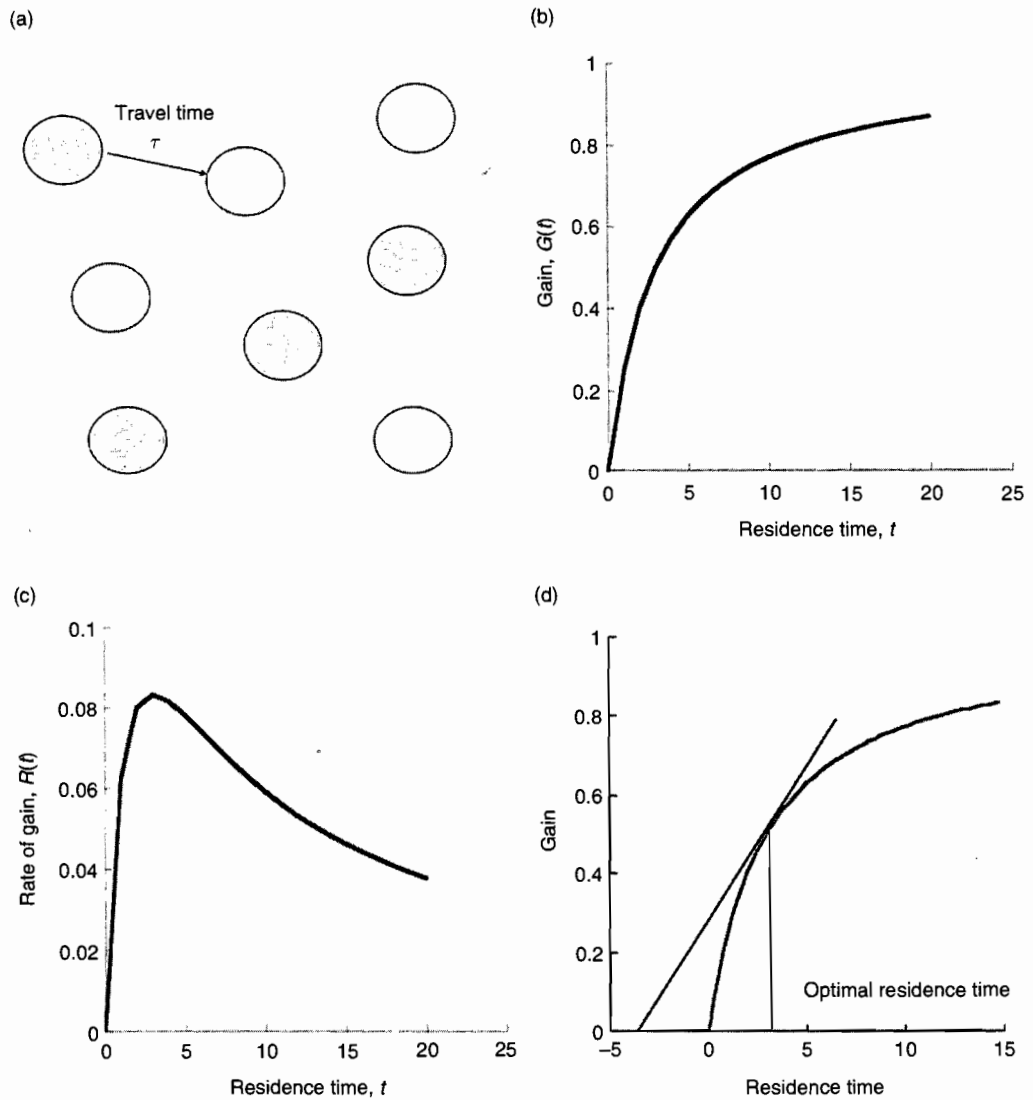 (a)
Travel time
τ
(b)
1
0.8
0.6
0.4
0.2
0
Gain, G(t)
0 5 10 15 20 25
Residence time, t
(c)
0.1
0.08
0.06
0.04
0.02
0
Rate of gain, R(t)
0 5 10 15 20 25
Residence time, t
(d)
1
0.8
0.6
0.4
0.2
0
Gain
Optimal residence time
−5 0 5 10 15
Residence time